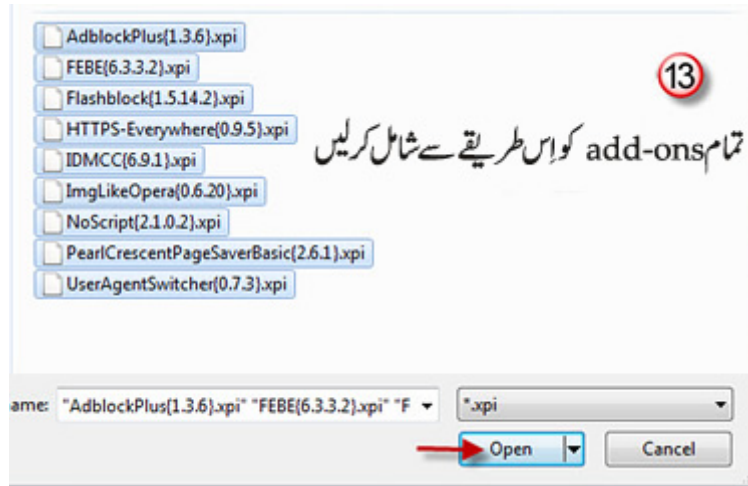 AdblockPlus{1.3.6}.xpi
FEBE{6.3.3.2}.xpi
Flashblock{1.5.14.2}.xpi
HTTPS-Everywhere{0.9.5}.xpi
IDMCC{6.9.1}.xpi
ImgLikeOpera{0.6.20}.xpi
NoScript{2.1.0.2}.xpi
PearlCrescentPageSaverBasic{2.6.1}.xpi
UserAgentSwitcher{0.7.3}.xpi
13
تمام add-ons کو اِس طریقے سے شامل کرلیں
ame: "AdblockPlus{1.3.6}.xpi" "FEBE{6.3.3.2}.xpi" "F *.xpi
Open Cancel